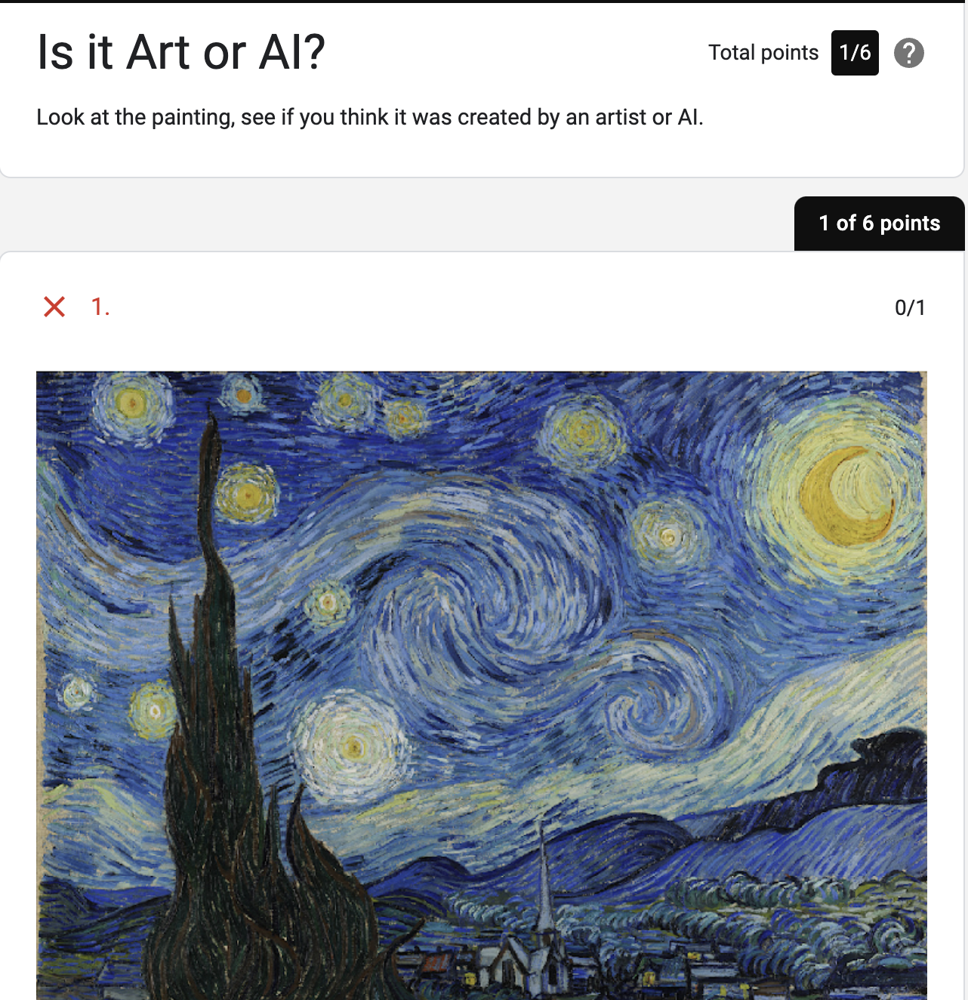 Is it Art or AI?
Total points 1/6 ?
Look at the painting, see if you think it was created by an artist or AI.
1 of 6 points
1. 0/1